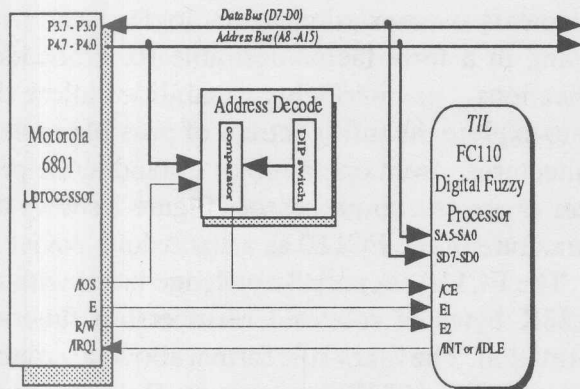 Data Bus (D7-D0)
P3.7 - P3.0
Address Bus (A8 -A15)
P4.7 - P4.0
Address Decode
comparator
DIP switch
Motorola
6801
µprocessor
TIL
FC110
Digital Fuzzy
Processor
SA5-SA0
SD7-SD0
/IOS
E
R/W
/IRQ1
/CE
E1
E2
/INT or /IDLE